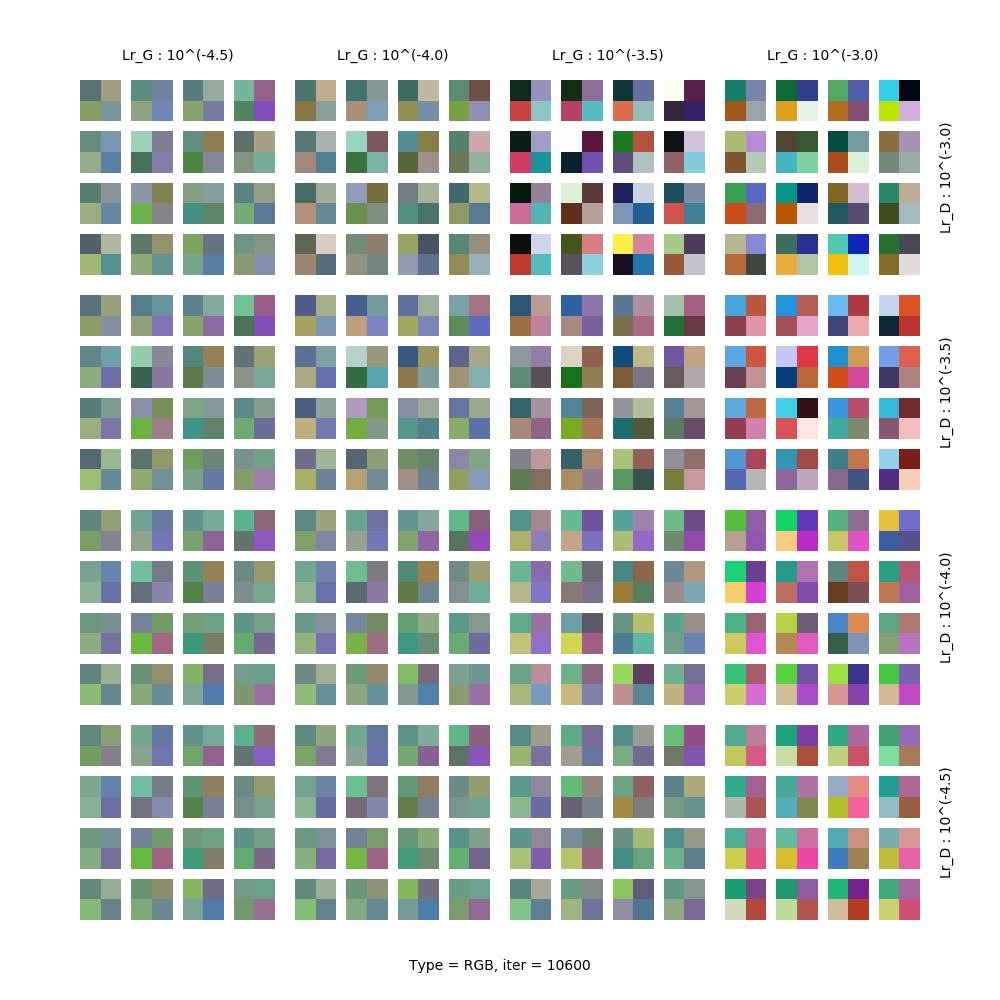 Lr_G : 10^(-4.5)
Lr_G : 10^(-4.0)
Lr_G : 10^(-3.5)
Lr_G : 10^(-3.0)
Lr_D : 10^(-3.0)
Lr_D : 10^(-3.5)
Lr_D : 10^(-4.0)
Lr_D : 10^(-4.5)
Type = RGB, iter = 10600